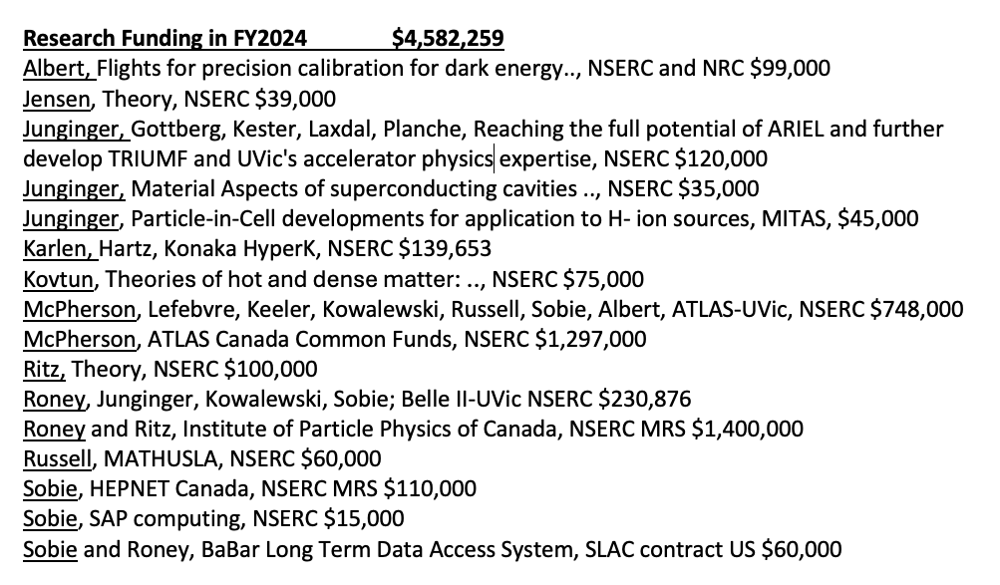 Research Funding in FY2024 $4,582,259
Albert, Flights for precision calibration for dark energy.., NSERC and NRC $99,000
Jensen, Theory, NSERC $39,000
Junginger, Gottberg, Kester, Laxdal, Planche, Reaching the full potential of ARIEL and further
develop TRIUMF and UVic's accelerator physics expertise, NSERC $120,000
Junginger, Material Aspects of superconducting cavities .., NSERC $35,000
Junginger, Particle-in-Cell developments for application to H- ion sources, MITAS, $45,000
Karlen, Hartz, Konaka HyperK, NSERC $139,653
Kovtun, Theories of hot and dense matter: .., NSERC $75,000
McPherson, Lefebvre, Keeler, Kowalewski, Russell, Sobie, Albert, ATLAS-UVic, NSERC $748,000
McPherson, ATLAS Canada Common Funds, NSERC $1,297,000
Ritz, Theory, NSERC $100,000
Roney, Junginger, Kowalewski, Sobie; Belle II-UVic NSERC $230,876
Roney and Ritz, Institute of Particle Physics of Canada, NSERC MRS $1,400,000
Russell, MATHUSLA, NSERC $60,000
Sobie, HEPNET Canada, NSERC MRS $110,000
Sobie, SAP computing, NSERC $15,000
Sobie and Roney, BaBar Long Term Data Access System, SLAC contract US $60,000